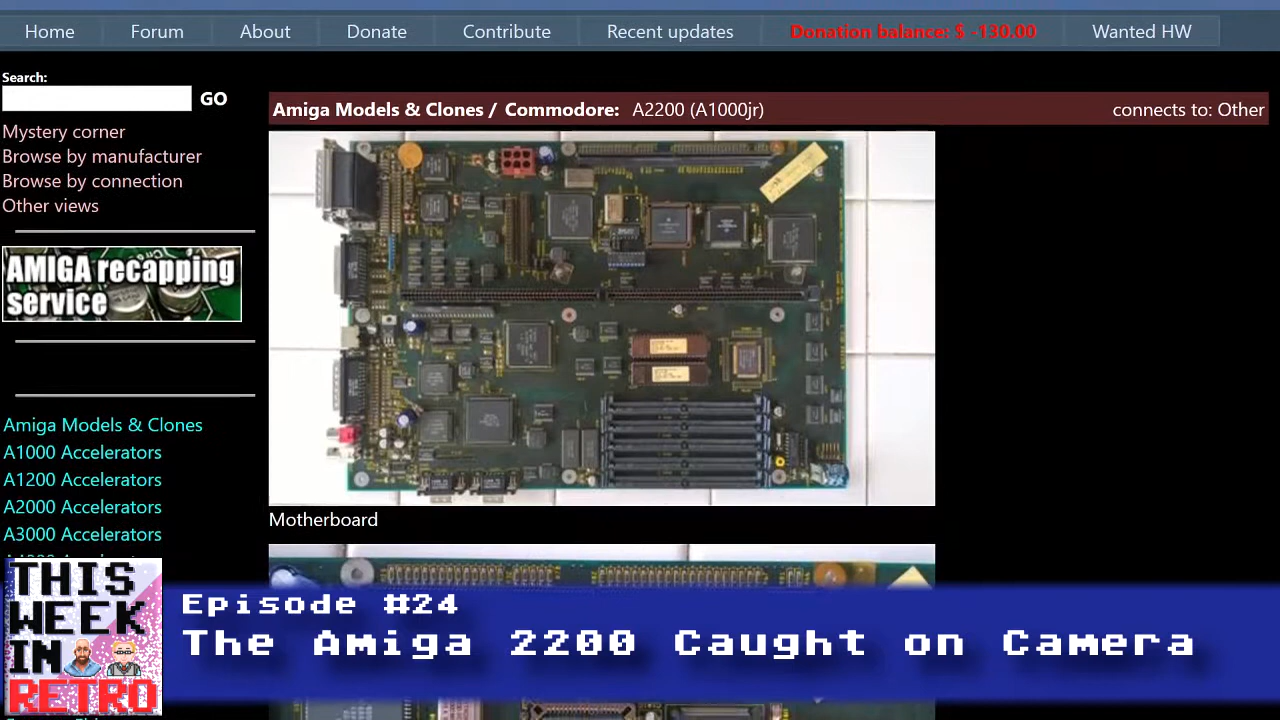 Home Forum About Donate Contribute Recent updates Donation balance: $ -130.00 Wanted HW
Search:
GO
Amiga Models & Clones / Commodore: A2200 (A1000jr) connects to: Other
Mystery corner
Browse by manufacturer
Browse by connection
Other views
AMIGA recapping
service
Amiga Models & Clones
A1000 Accelerators
A1200 Accelerators
A2000 Accelerators
A3000 Accelerators
Motherboard
THIS
WEEK
IN
RETRO
Episode #24
The Amiga 2200 Caught on Camera